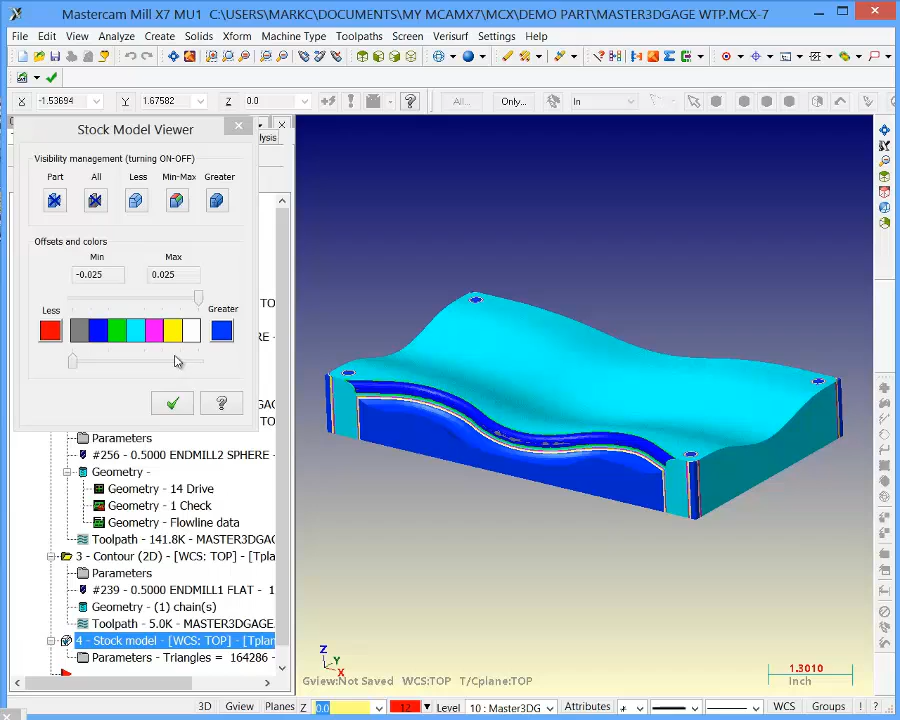 Mastercam Mill X7 MU1 C:\USERS\MARKC\DOCUMENTS\MY MCAMX7\MCX\DEMO PART\MASTER3DGAGE WTP.MCX-7
File Edit View Analyze Create Solids Xform Machine Type Toolpaths Screen Verisurf Settings Help
X -1.53694 Y 1.67582 Z 0.0 All... Only... In
Stock Model Viewer
Visibility management (turning ON-OFF)
Part All Less Min-Max Greater
Offsets and colors
Min Max
-0.025 0.025
Less Greater
Parameters
#256 - 0.5000 ENDMILL2 SPHERE -
Geometry -
Geometry - 14 Drive
Geometry - 1 Check
Geometry - Flowline data
Toolpath - 141.8K - MASTER3DGAGE
3 - Contour (2D) - [WCS: TOP] - [Tplan
Parameters
#239 - 0.5000 ENDMILL1 FLAT - 1
Geometry - (1) chain(s)
Toolpath - 5.0K - MASTER3DGAGE.
4 - Stock model - [WCS: TOP] - [Tplan
Parameters - Triangles = 164286 -
Z
Y
X
Gview:Not Saved WCS:TOP T/Cplane:TOP
1.3010
Inch
3D Gview Planes Z 0.0 12 Level 10 : Master3DG Attributes WCS Groups ! ?